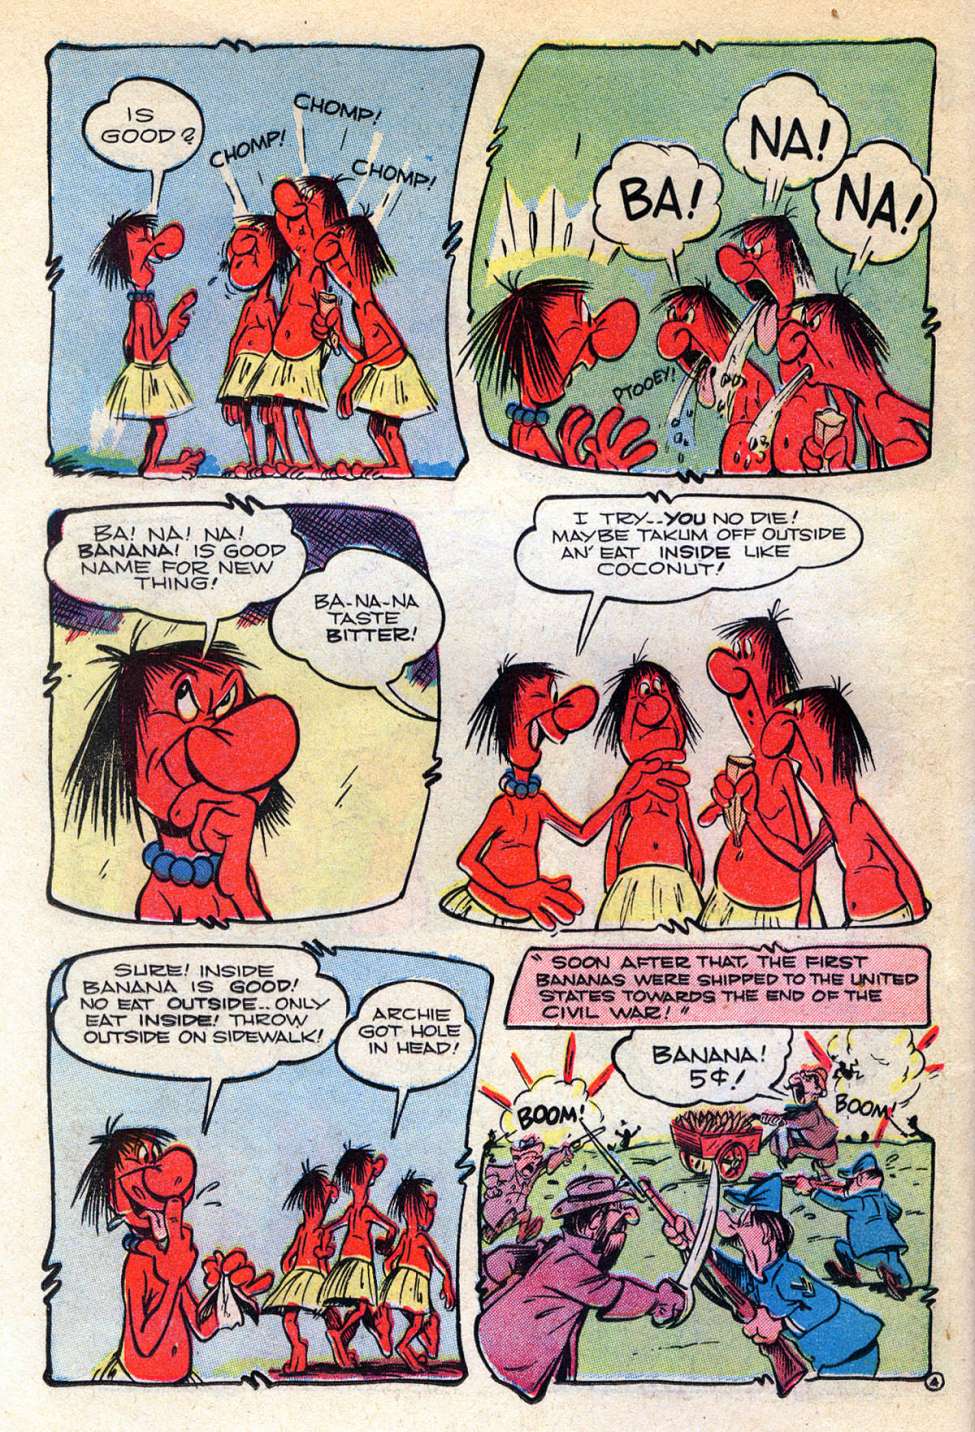 IS
GOOD?
CHOMP!
CHOMP!
CHOMP!
BA!
NA!
NA!
PTOOEY!
BA! NA! NA!
BANANA! IS GOOD
NAME FOR NEW
THING!
BA-NA-NA
TASTE
BITTER!
I TRY--YOU NO DIE!
MAYBE TAKUM OFF OUTSIDE
AN' EAT INSIDE LIKE
COCONUT!
SURE! INSIDE
BANANA IS GOOD!
NO EAT OUTSIDE--ONLY
EAT INSIDE! THROW
OUTSIDE ON SIDEWALK!
ARCHIE
GOT HOLE
IN HEAD!
"SOON AFTER THAT, THE FIRST
BANANAS WERE SHIPPED TO THE UNITED
STATES TOWARDS THE END OF THE
CIVIL WAR!"
BANANA!
5¢!
BOOM!
BOOM!
4